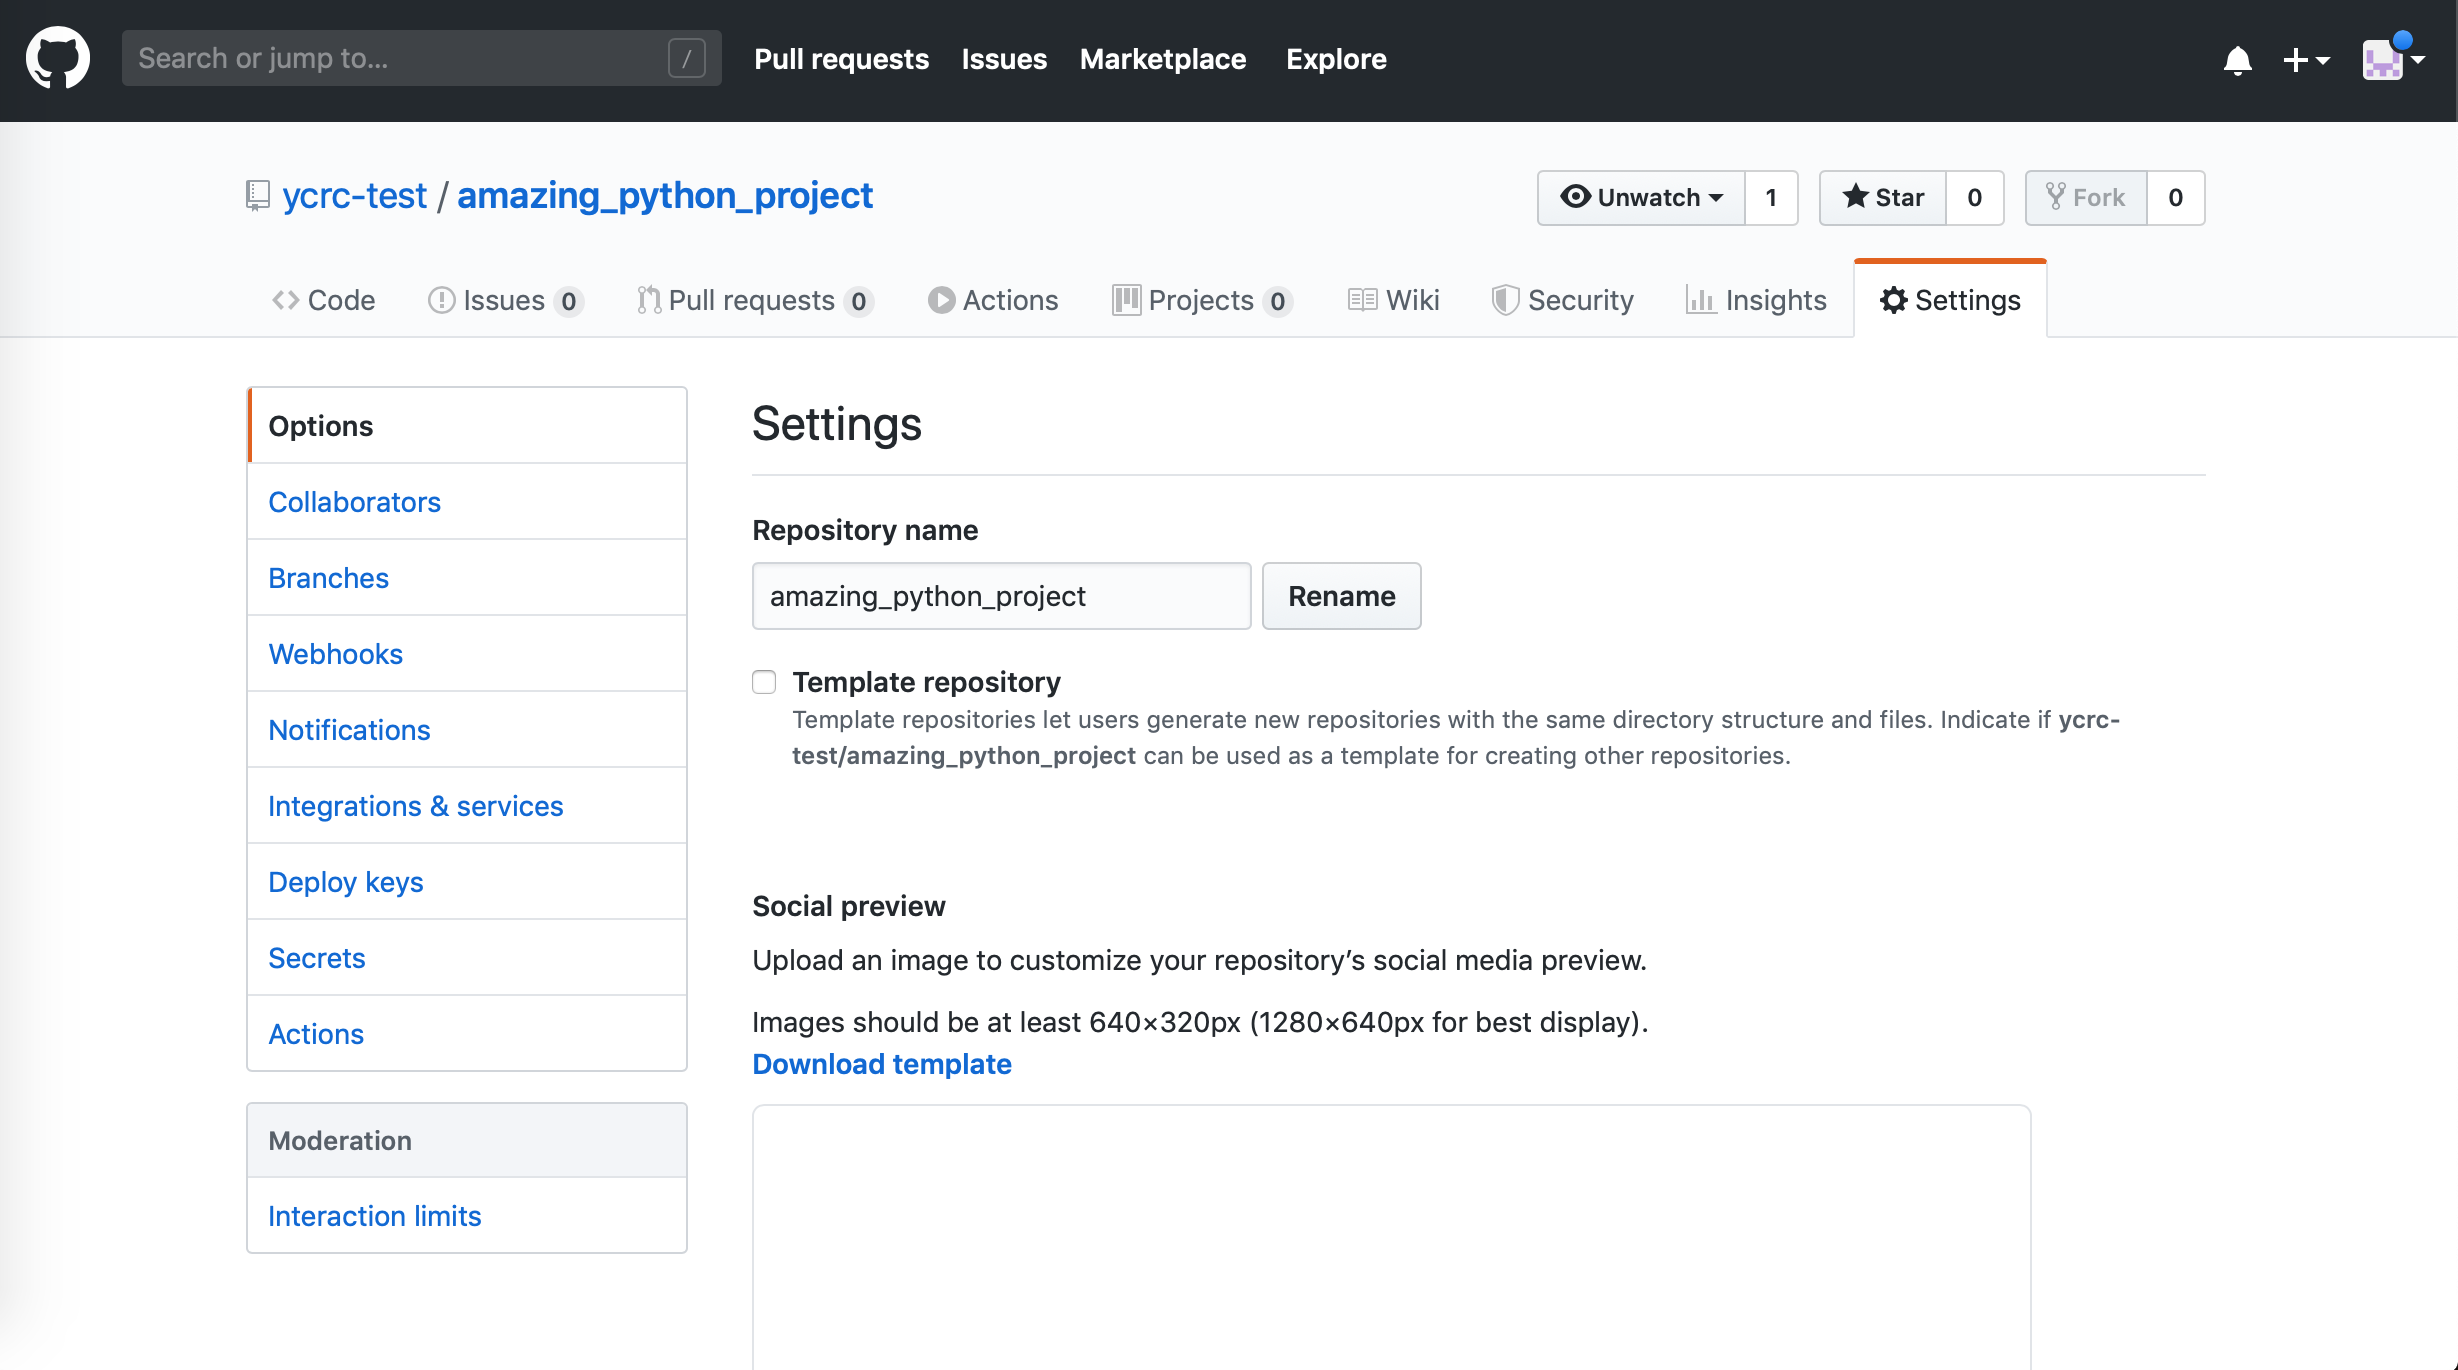 Search or jump to... /
Pull requests Issues Marketplace Explore
ycrc-test / amazing_python_project
Unwatch 1 Star 0 Fork 0
Code Issues 0 Pull requests 0 Actions Projects 0 Wiki Security Insights Settings
Options
Collaborators
Branches
Webhooks
Notifications
Integrations & services
Deploy keys
Secrets
Actions
Moderation
Interaction limits
Settings
Repository name
amazing_python_project Rename
Template repository
Template repositories let users generate new repositories with the same directory structure and files. Indicate if ycrc-
test/amazing_python_project can be used as a template for creating other repositories.
Social preview
Upload an image to customize your repository’s social media preview.
Images should be at least 640×320px (1280×640px for best display).
Download template